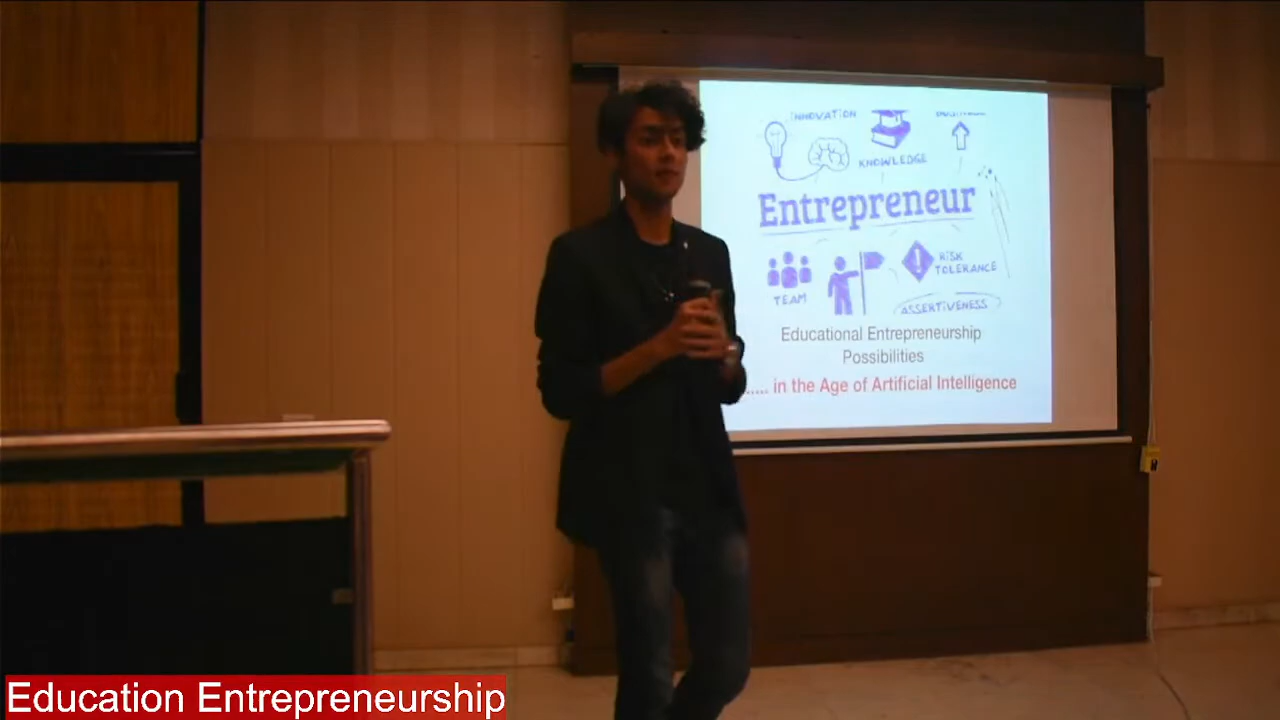 INNOVATION
KNOWLEDGE
Entrepreneur
TEAM
RISK
TOLERANCE
ASSERTIVENESS
Educational Entrepreneurship
Possibilities
..... in the Age of Artificial Intelligence
Education Entrepreneurship